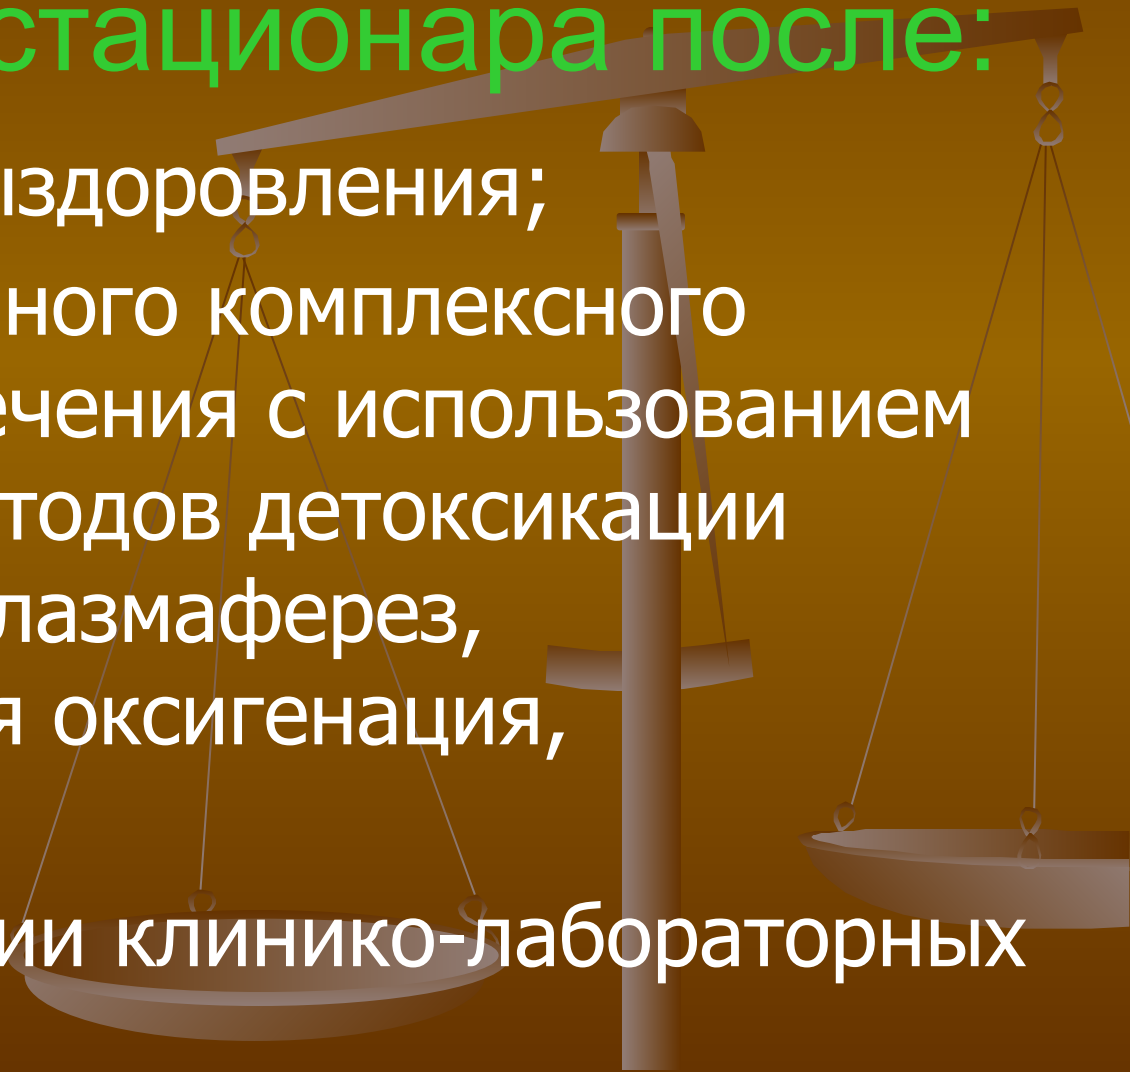 стационара после:
ыздоровления;
ного комплексного
ечения с использованием
тодов детоксикации
лазмаферез,
я оксигенация,
ии клинико-лабораторных